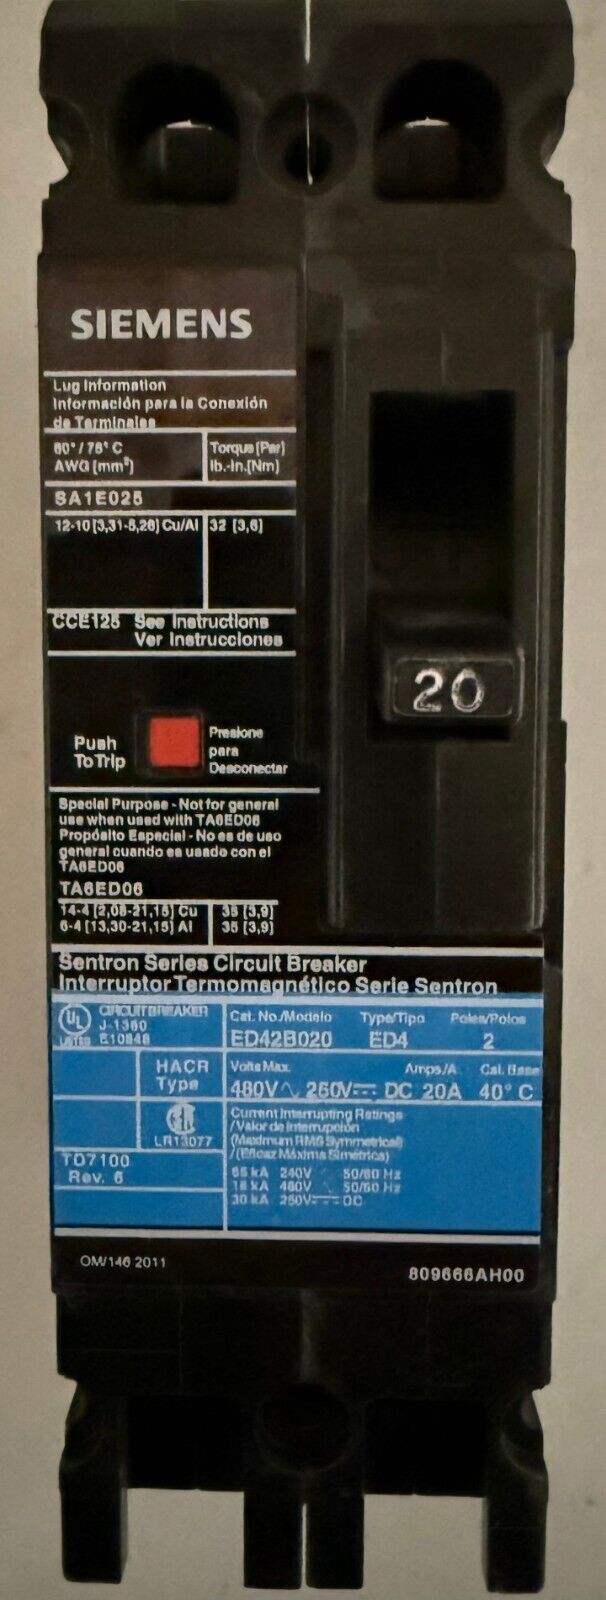 SIEMENS
Lug Information
Información para la Conexión
de Terminales
60°/75°C Torque [Par]
AWG [mm²] lb.-in.[Nm]
SA1E025
12-10 [3,31-5,26] Cu/Al 32 [3,6]
CCE125 See Instructions
Ver Instrucciones
20
Push
To Trip
Presione
para
Desconectar
Special Purpose - Not for general
use when used with TA6ED06
Propósito Especial - No es de uso
general cuando es usado con el
TA6ED06
TA6ED06
14-4 [2,08-21,15] Cu 35 [3,9]
6-4 [13,30-21,15] Al 35 [3,9]
Sentron Series Circuit Breaker
Interruptor Termomagnético Serie Sentron
UL
LISTED
CIRCUIT BREAKER
J-1360
E10848
Cat. No./Modelo Type/Tipo Poles/Polos
ED42B020 ED4 2
HACR
Type
Volts Max. Amps/A Cal. Base
480V∿ 250V⎓ DC 20A 40°C
LR13077
Current Interrupting Ratings
/Valor de Interrupción
(Maximum RMS Symmetrical)
/(Eficaz Máxima Simétrica)
65 kA 240V ∿ 50/60 Hz
18 kA 480V ∿ 50/60 Hz
30 kA 250V⎓ DC
TD7100
Rev. 6
OM/146 2011
809666AH00